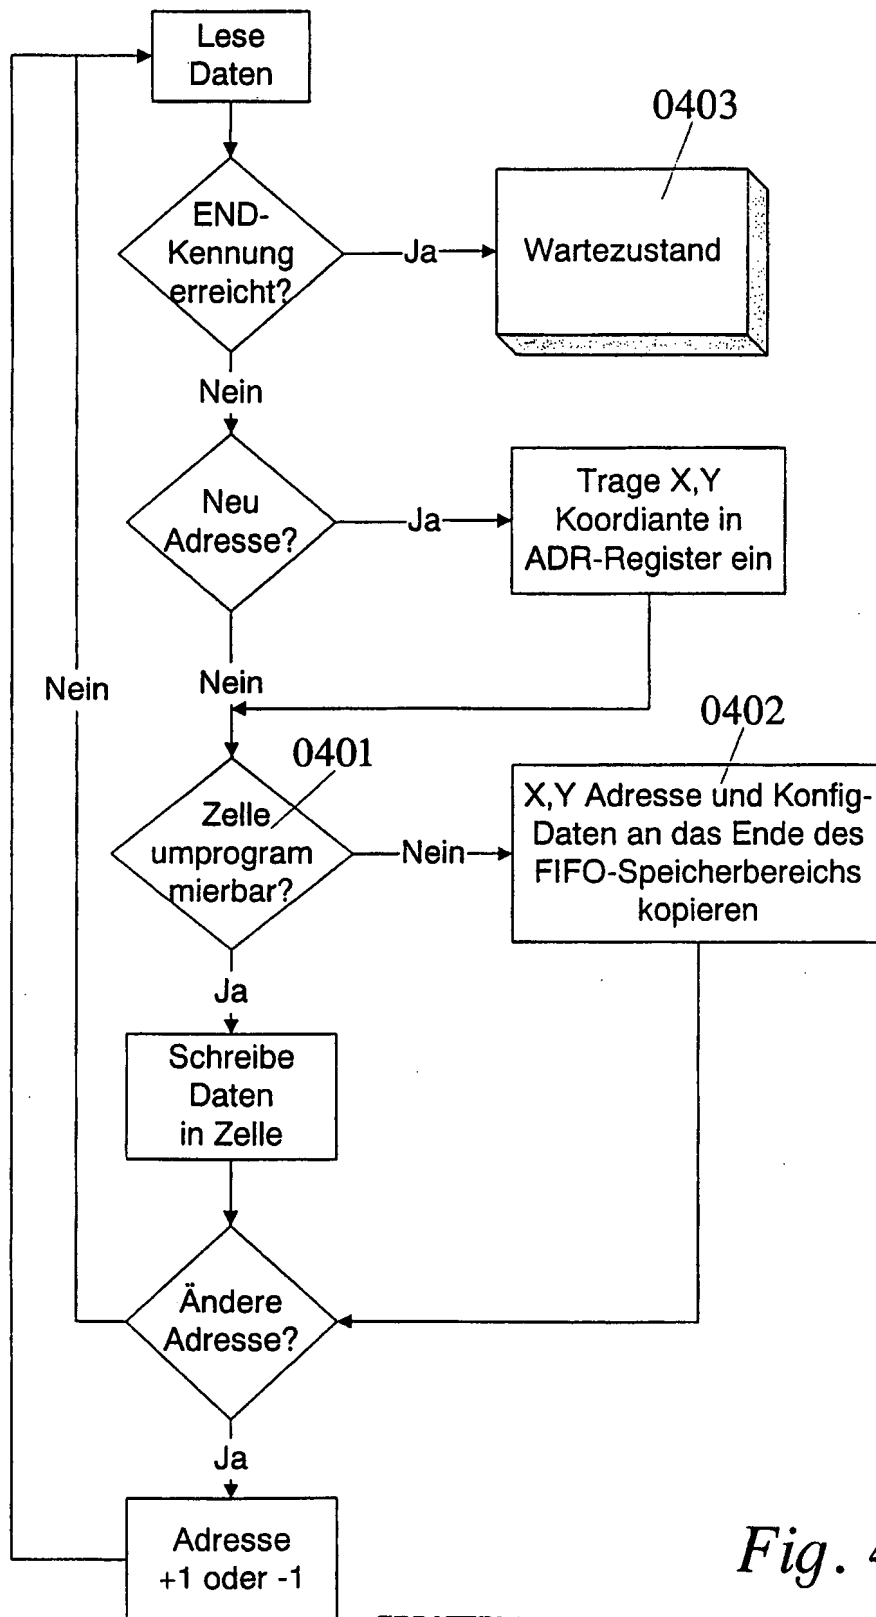 Lese
Daten
0403
END-
Kennung
erreicht?
Ja
Wartezustand
Nein
Neu
Adresse?
Ja
Trage X,Y
Koordiante in
ADR-Register ein
Nein
Nein
0401
0402
Zelle
umprogram
mierbar?
Nein
X,Y Adresse und Konfig-
Daten an das Ende des
FIFO-Speicherbereichs
kopieren
Ja
Schreibe
Daten
in Zelle
Ändere
Adresse?
Ja
Adresse
+1 oder -1
Fig. 4